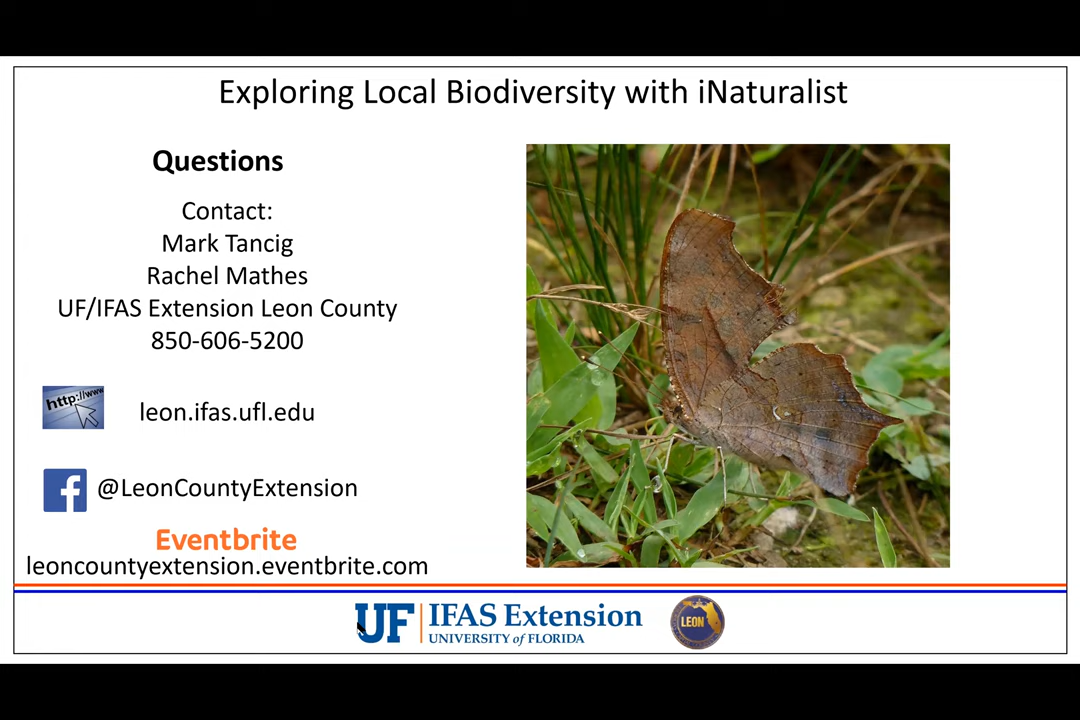 Exploring Local Biodiversity with iNaturalist
Questions
Contact:
Mark Tancig
Rachel Mathes
UF/IFAS Extension Leon County
850-606-5200
http://www
leon.ifas.ufl.edu
@LeonCountyExtension
Eventbrite
leoncountyextension.eventbrite.com
UF IFAS Extension
UNIVERSITY of FLORIDA
LEON